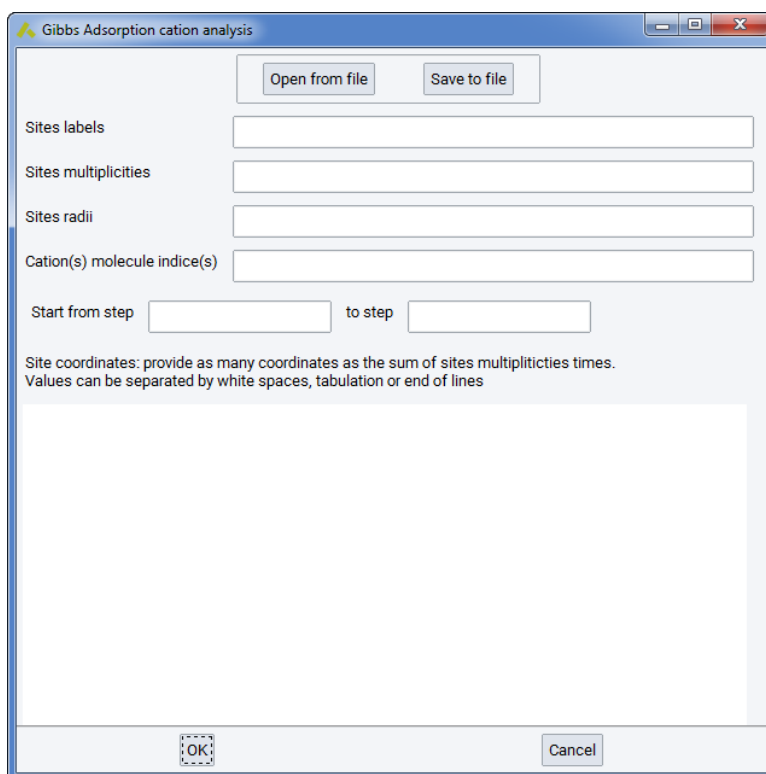 Gibbs Adsorption cation analysis
Open from file Save to file
Sites labels
Sites multiplicities
Sites radii
Cation(s) molecule indice(s)
Start from step to step
Site coordinates: provide as many coordinates as the sum of sites multipliticties times.
Values can be separated by white spaces, tabulation or end of lines
OK Cancel